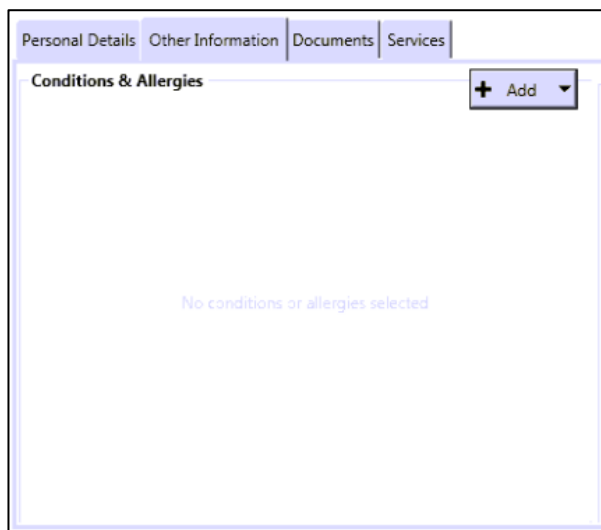 Personal Details Other Information Documents Services
Conditions & Allergies
+ Add
No conditions or allergies selected